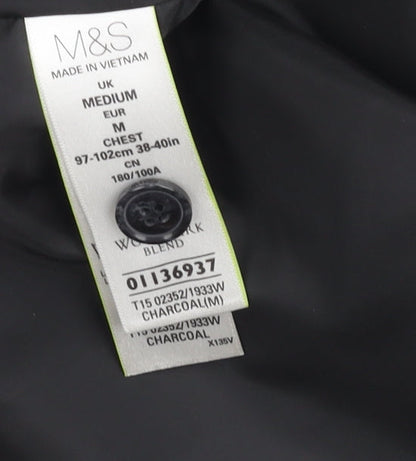 M&S
MADE IN VIETNAM
UK
MEDIUM
EUR
M
CHEST
97-102cm 38-40in
CN
180/100A
BLEND
01136937
T15 02352/1933W
CHARCOAL(M)
T15 02352/1933W
CHARCOAL
X135V